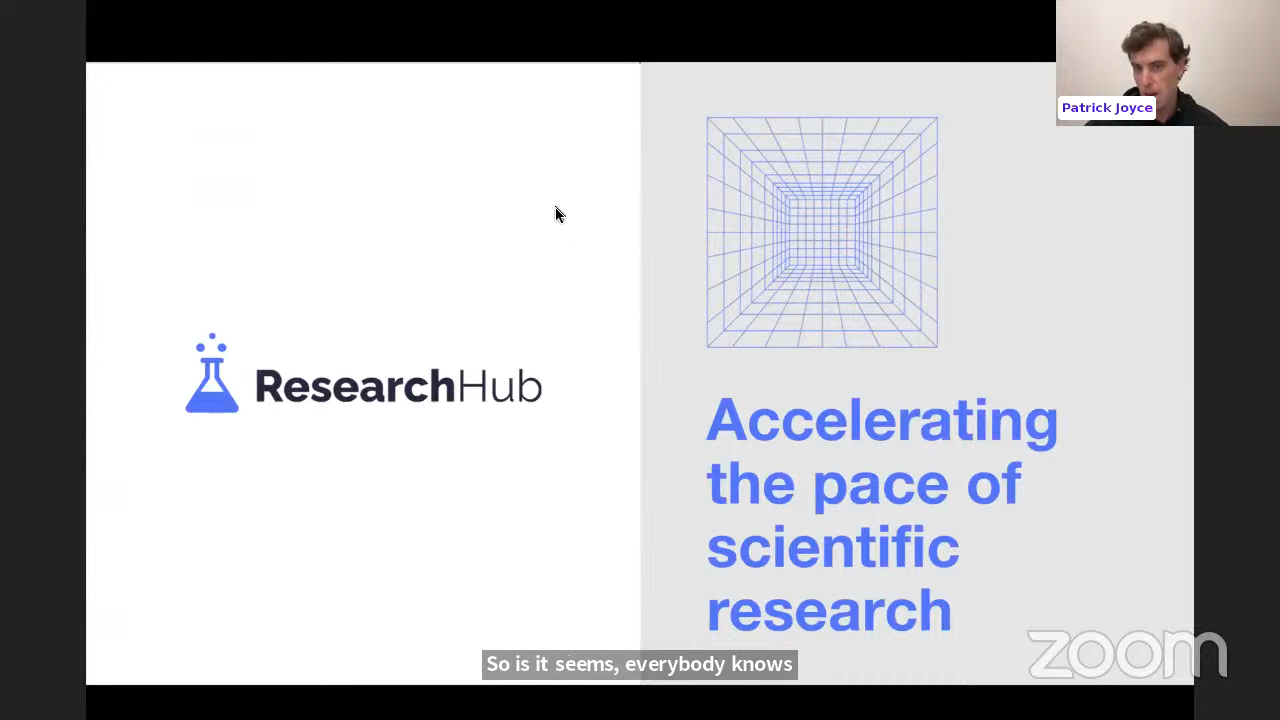 Patrick Joyce
ResearchHub
Accelerating
the pace of
scientific
research
So is it seems, everybody knows
zoom